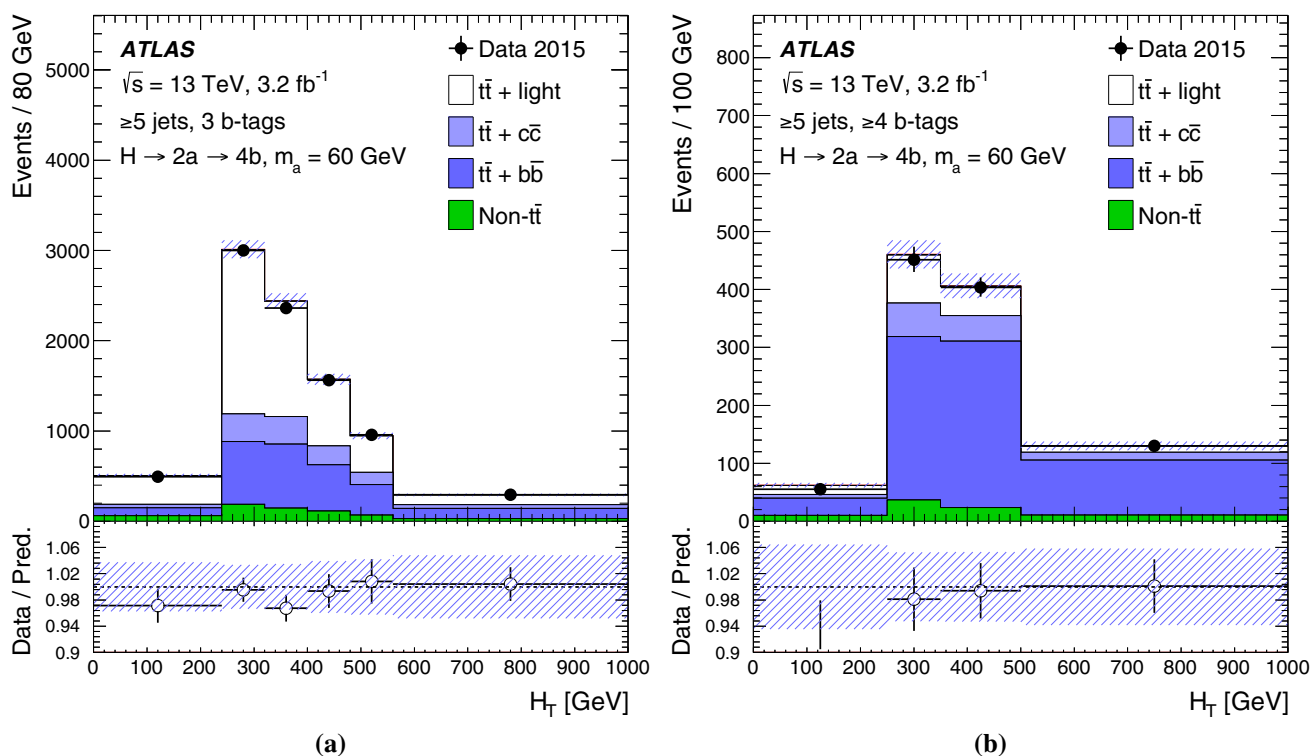 Events / 80 GeV
5000
4000
3000
2000
1000
0
ATLAS
√s = 13 TeV, 3.2 fb⁻¹
≥5 jets, 3 b-tags
H → 2a → 4b, mₐ = 60 GeV
Data 2015
tt̄ + light
tt̄ + cc̄
tt̄ + bb̄
Non-tt̄
Data / Pred.
1.06
1.02
0.98
0.94
0.9
0 100 200 300 400 500 600 700 800 900 1000
H_T [GeV]
(a)
Events / 100 GeV
800
700
600
500
400
300
200
100
0
ATLAS
√s = 13 TeV, 3.2 fb⁻¹
≥5 jets, ≥4 b-tags
H → 2a → 4b, mₐ = 60 GeV
Data 2015
tt̄ + light
tt̄ + cc̄
tt̄ + bb̄
Non-tt̄
Data / Pred.
1.06
1.02
0.98
0.94
0.9
0 100 200 300 400 500 600 700 800 900 1000
H_T [GeV]
(b)